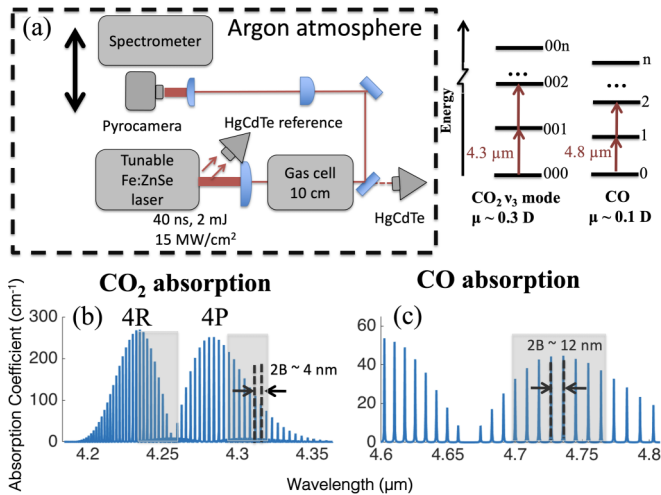 (a)
Argon atmosphere
Spectrometer
Pyrocamera
HgCdTe reference
Tunable
Fe:ZnSe
laser
Gas cell
10 cm
HgCdTe
40 ns, 2 mJ
15 MW/cm²
Energy
00n
...
002
001
000
4.3 µm
CO₂ ν₃ mode
µ ~ 0.3 D
n
...
2
1
0
4.8 µm
CO
µ ~ 0.1 D
CO₂ absorption
(b)
4R
4P
2B ~ 4 nm
Absorption Coefficient (cm⁻¹)
300
200
100
0
4.2
4.25
4.3
4.35
CO absorption
(c)
2B ~ 12 nm
60
40
20
0
4.6
4.65
4.7
4.75
4.8
Wavelength (µm)